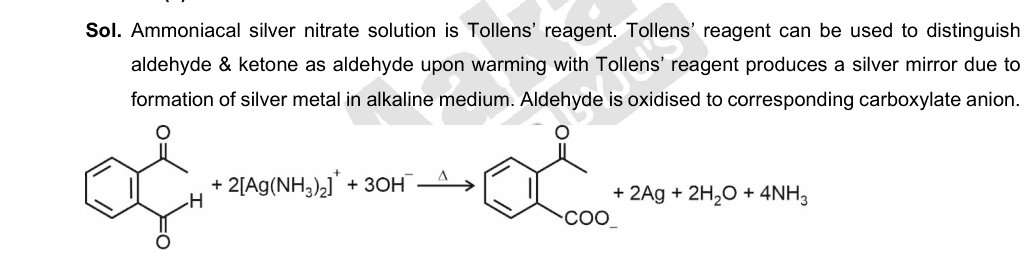 Sol. Ammoniacal silver nitrate solution is Tollens’ reagent. Tollens’ reagent can be used to distinguish
aldehyde & ketone as aldehyde upon warming with Tollens’ reagent produces a silver mirror due to
formation of silver metal in alkaline medium. Aldehyde is oxidised to corresponding carboxylate anion.
O H O + 2[Ag(NH₃)₂]⁺ + 3OH⁻ Δ → O COO⁻ + 2Ag + 2H₂O + 4NH₃